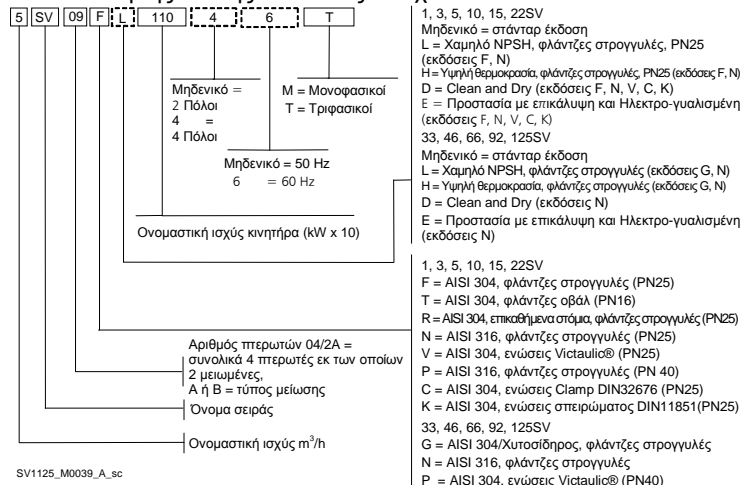 5 SV 09 F L 110 4 6 T
Μηδενικό =
2 Πόλοι
4 =
4 Πόλοι
M = Μονοφασικοί
T = Τριφασικοί
Μηδενικό = 50 Hz
6 = 60 Hz
Ονομαστική ισχύς κινητήρα (kW x 10)
Αριθμός πτερωτών 04/2A =
συνολικά 4 πτερωτές εκ των οποίων
2 μειωμένες,
A ή B = τύπος μείωσης
Όνομα σειράς
Ονομαστική ισχύς m³/h
SV1125_M0039_A_sc
1, 3, 5, 10, 15, 22SV
Μηδενικό = στάνταρ έκδοση
L = Χαμηλό NPSH, φλάντζες στρογγυλές, PN25
(εκδόσεις F, N)
H = Υψηλή θερμοκρασία, φλάντζες στρογγυλές, PN25 (εκδόσεις F, N)
D = Clean and Dry (εκδόσεις F, N, V, C, K)
E = Προστασία με επικάλυψη και Ηλεκτρο-γυαλισμένη
(εκδόσεις F, N, V, C, K)
33, 46, 66, 92, 125SV
Μηδενικό = στάνταρ έκδοση
L = Χαμηλό NPSH, φλάντζες στρογγυλές (εκδόσεις G, N)
H = Υψηλή θερμοκρασία, φλάντζες στρογγυλές (εκδόσεις G, N)
D = Clean and Dry (εκδόσεις N)
E = Προστασία με επικάλυψη και Ηλεκτρο-γυαλισμένη
(εκδόσεις N)
1, 3, 5, 10, 15, 22SV
F = AISI 304, φλάντζες στρογγυλές (PN25)
T = AISI 304, φλάντζες οβάλ (PN16)
R = AISI 304, επικαθήμενα στόμια, φλάντζες στρογγυλές (PN25)
N = AISI 316, φλάντζες στρογγυλές (PN25)
V = AISI 304, ενώσεις Victaulic® (PN25)
P = AISI 316, φλάντζες στρογγυλές (PN 40)
C = AISI 304, ενώσεις Clamp DIN32676 (PN25)
K = AISI 304, ενώσεις σπειρώματος DIN11851(PN25)
33, 46, 66, 92, 125SV
G = AISI 304/Χυτοσίδηρος, φλάντζες στρογγυλές
N = AISI 316, φλάντζες στρογγυλές
P = AISI 304, ενώσεις Victaulic® (PN40)